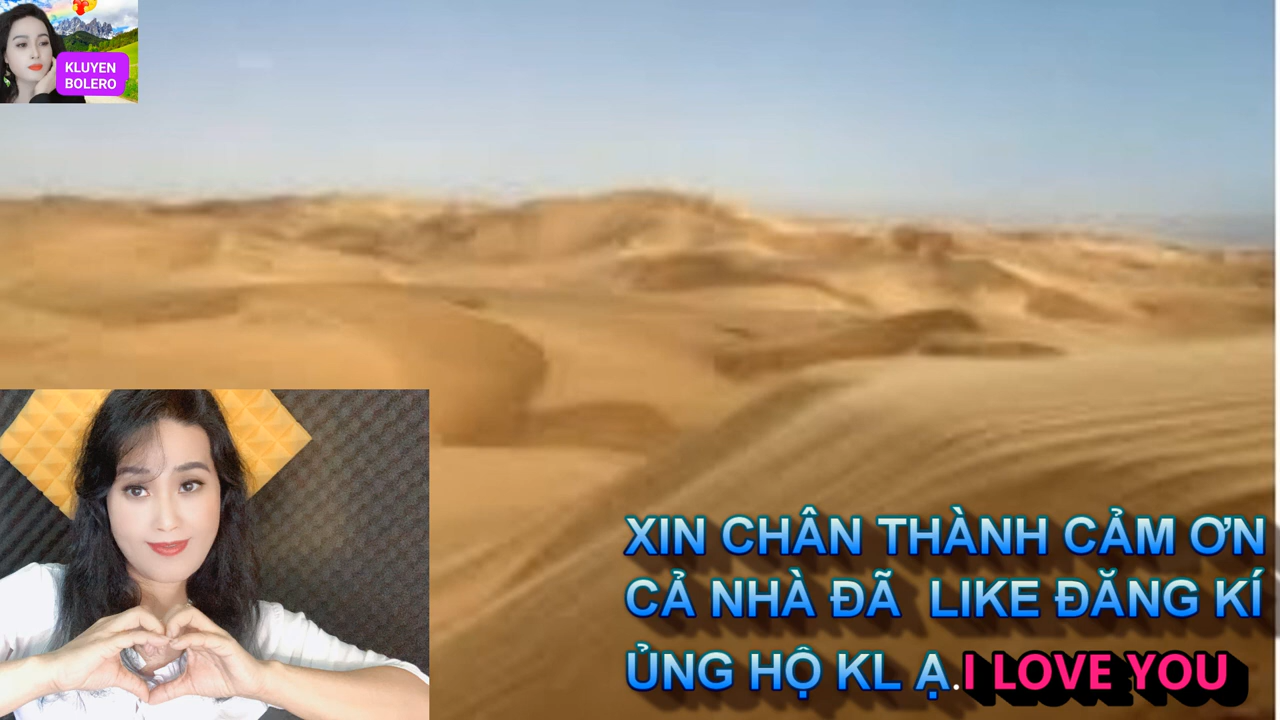 KLUYEN
BOLERO
XIN CHÂN THÀNH CẢM ƠN
CẢ NHÀ ĐÃ LIKE ĐĂNG KÍ
ỦNG HỘ KL Ạ.I LOVE YOU